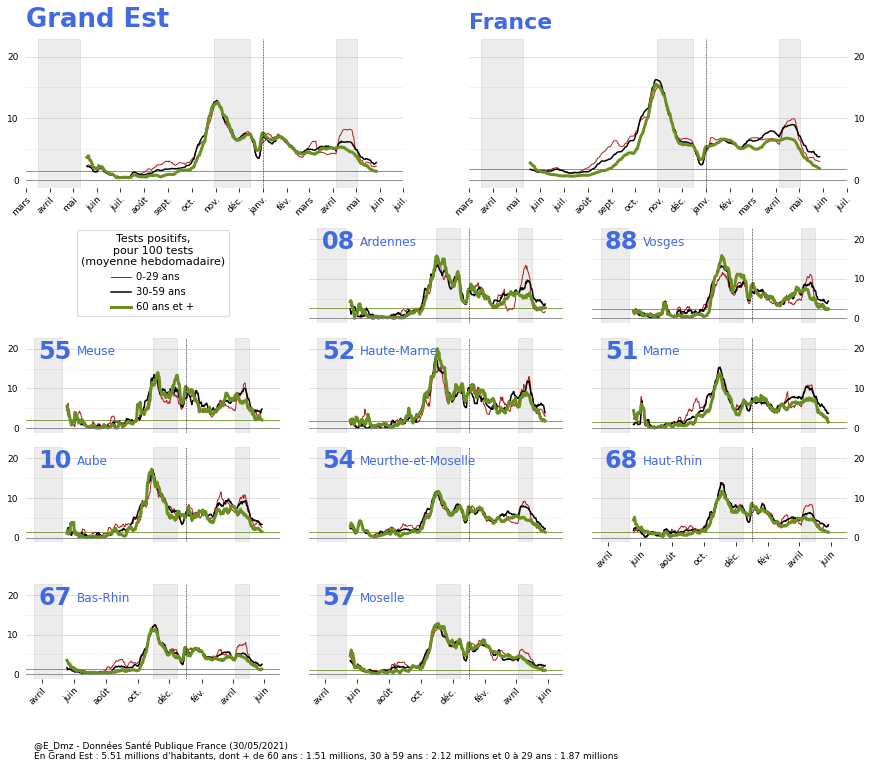 Grand Est
France
20
10
0
20
10
0
mars avril mai juin juil. août sept. oct. nov. déc. janv. févr. mars avril mai juin juil.
mars avril mai juin juil. août sept. oct. nov. déc. janv. févr. mars avril mai juin juil.
Tests positifs,
pour 100 tests
(moyenne hebdomadaire)
0-29 ans
30-59 ans
60 ans et +
08 Ardennes
88 Vosges
20
10
0
55 Meuse
20
10
0
52 Haute-Marne
51 Marne
20
10
0
10 Aube
20
10
0
54 Meurthe-et-Moselle
68 Haut-Rhin
20
10
0
avril juin août oct. déc. févr. avril juin
67 Bas-Rhin
20
10
0
avril juin août oct. déc. févr. avril juin
57 Moselle
avril juin août oct. déc. févr. avril juin
@E_Dmz - Données Santé Publique France (30/05/2021)
En Grand Est : 5.51 millions d'habitants, dont + de 60 ans : 1.51 millions, 30 à 59 ans : 2.12 millions et 0 à 29 ans : 1.87 millions